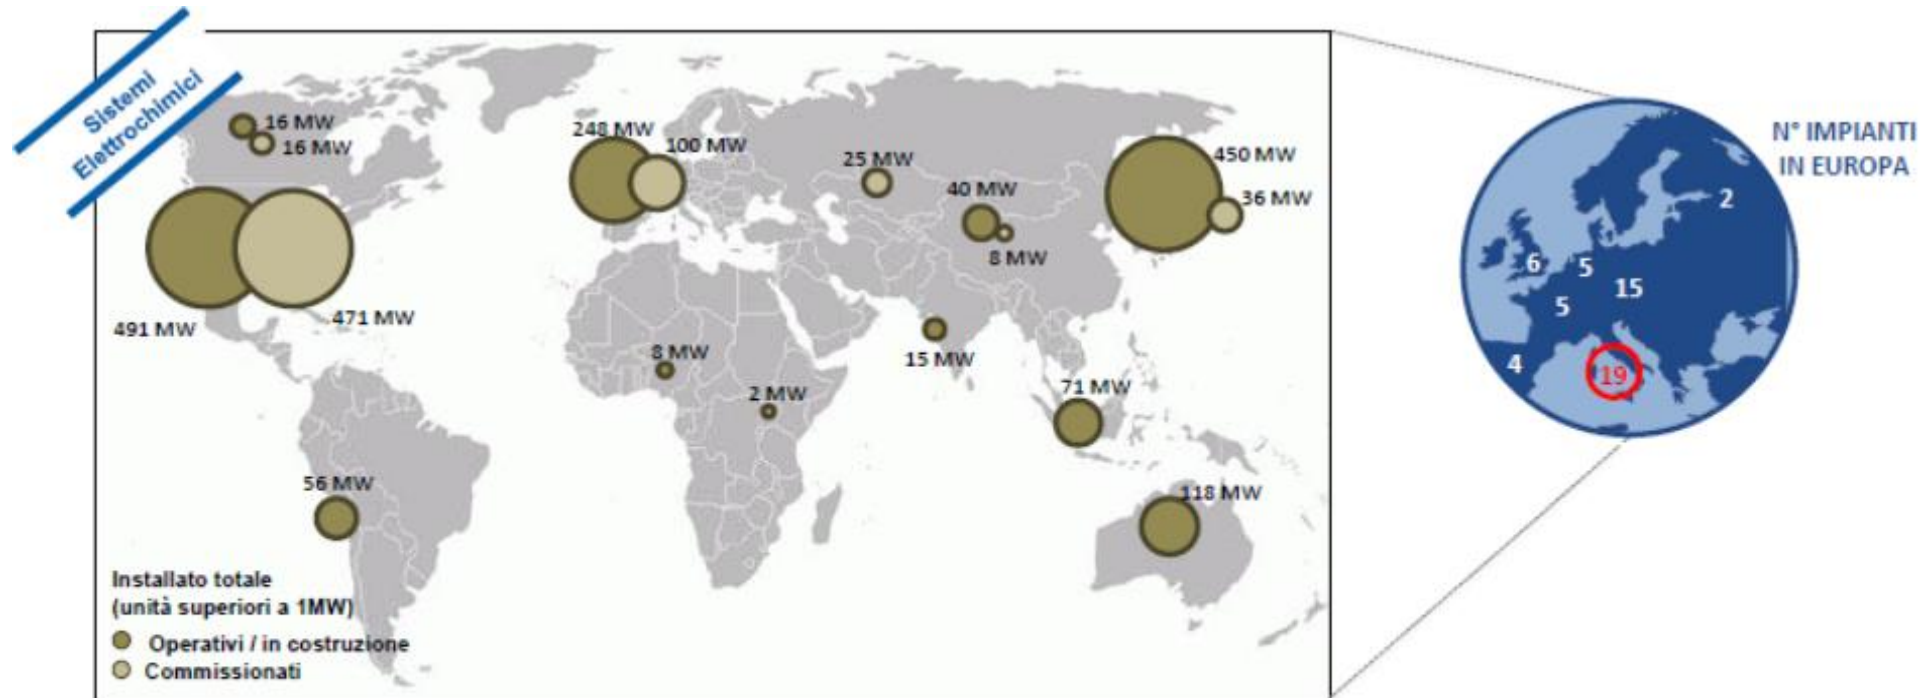 Sistemi
Elettrochimici
16 MW
16 MW
491 MW
471 MW
248 MW
100 MW
25 MW
40 MW
8 MW
450 MW
36 MW
8 MW
2 MW
15 MW
71 MW
56 MW
118 MW
Installato totale
(unità superiori a 1MW)
Operativi / in costruzione
Commissionati
N° IMPIANTI
IN EUROPA
2
6
5
15
5
4
19